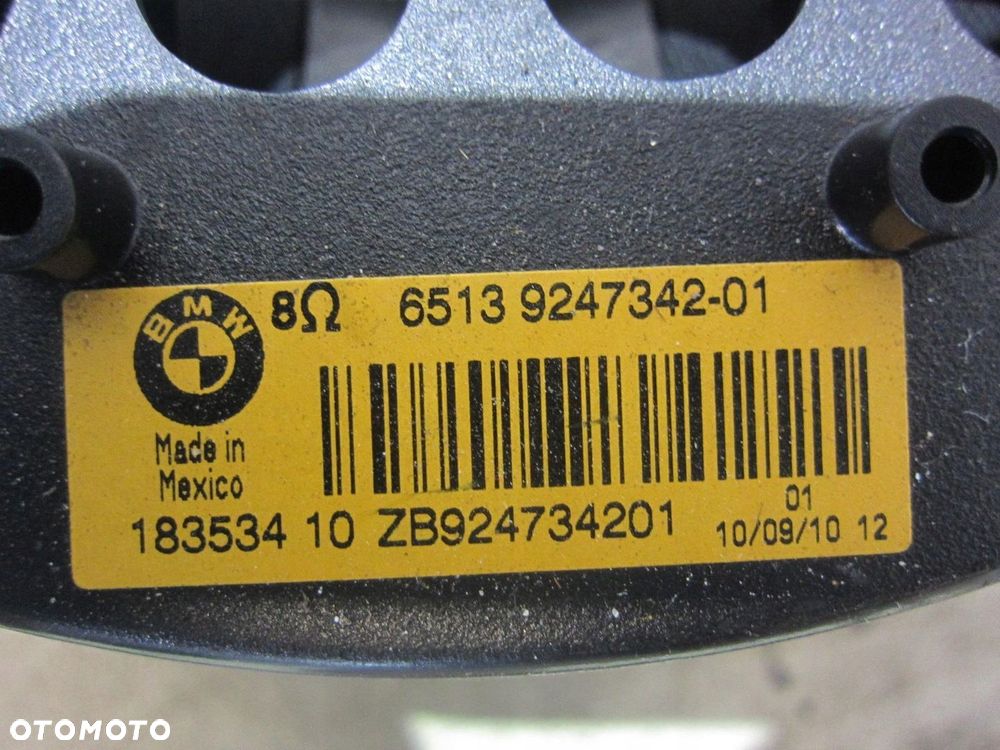 BMW
8Ω 6513 9247342-01
Made in
Mexico
01
183534 10 ZB924734201 10/09/10 12
OTOMOTO